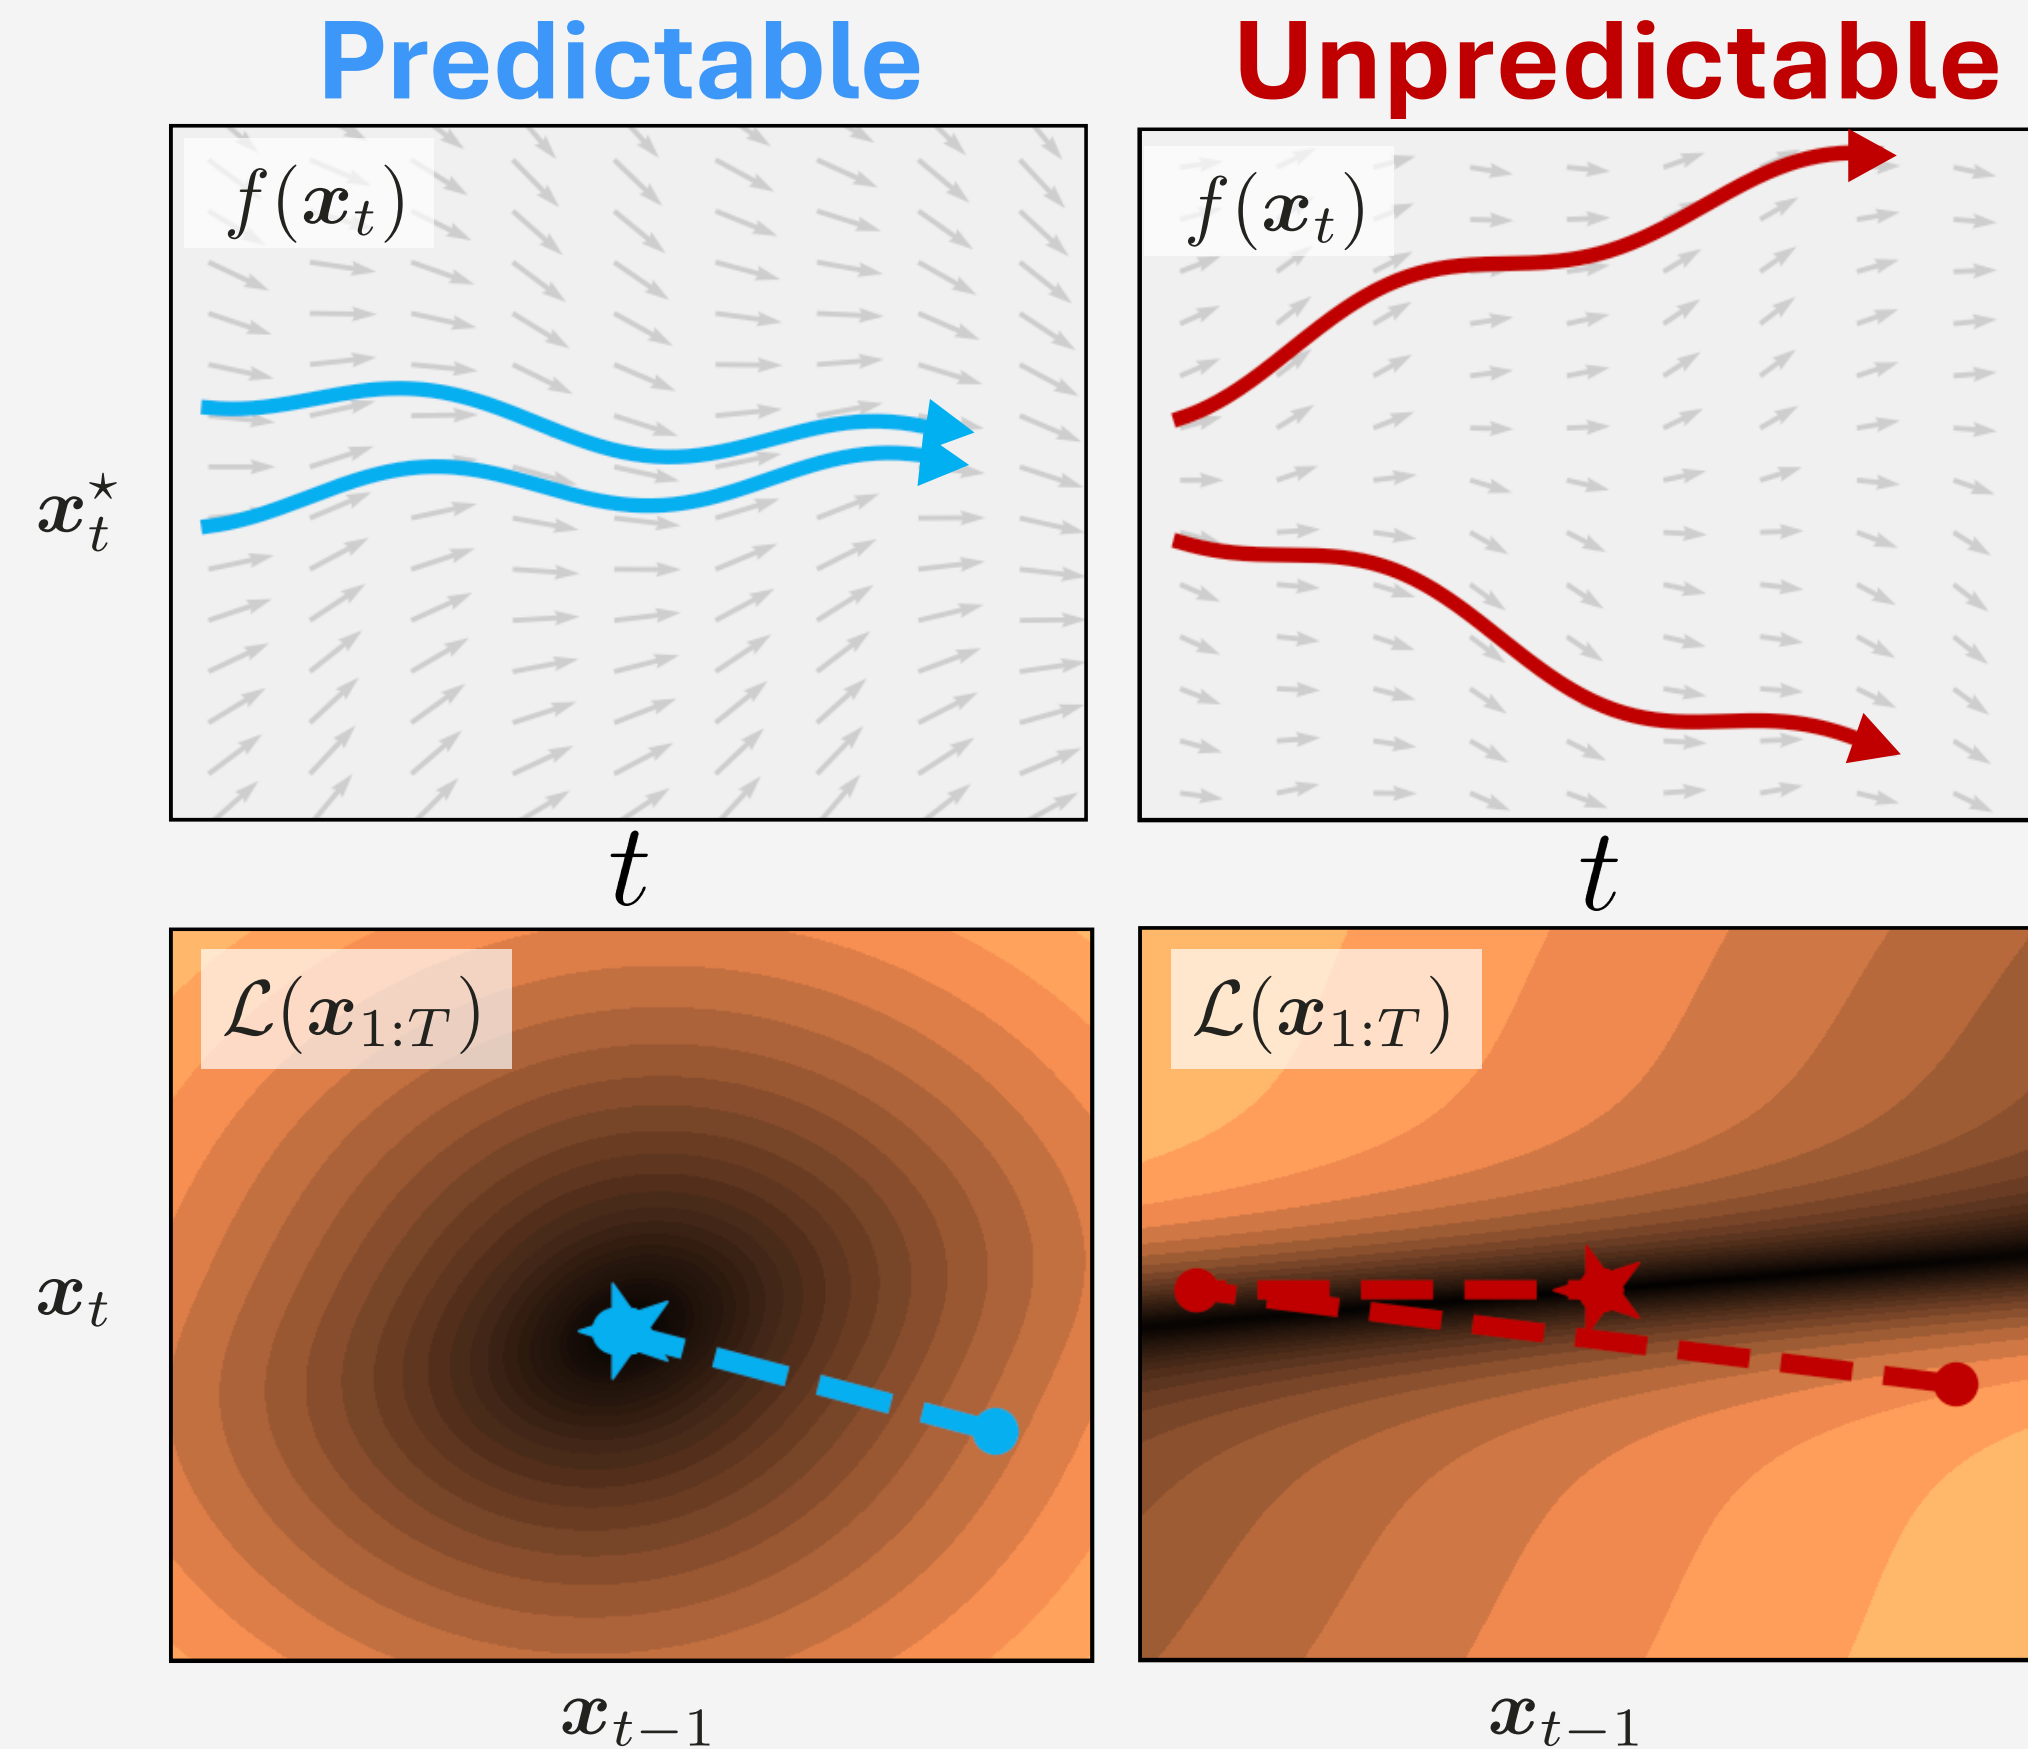 Predictable Unpredictable
f(x_t) f(x_t)
x_t^⋆
t t
ℒ(x_{1:T}) ℒ(x_{1:T})
x_t
x_{t−1} x_{t−1}